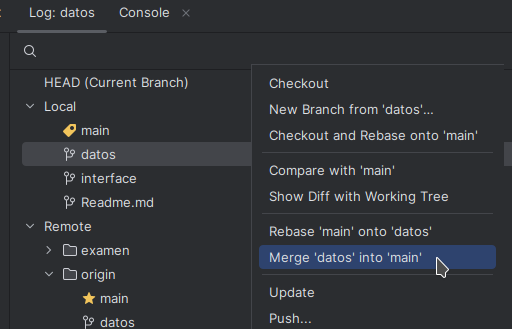 Log: datos
Console
HEAD (Current Branch)
Local
main
datos
interface
Readme.md
Remote
examen
origin
main
datos
Checkout
New Branch from 'datos'...
Checkout and Rebase onto 'main'
Compare with 'main'
Show Diff with Working Tree
Rebase 'main' onto 'datos'
Merge 'datos' into 'main'
Update
Push...